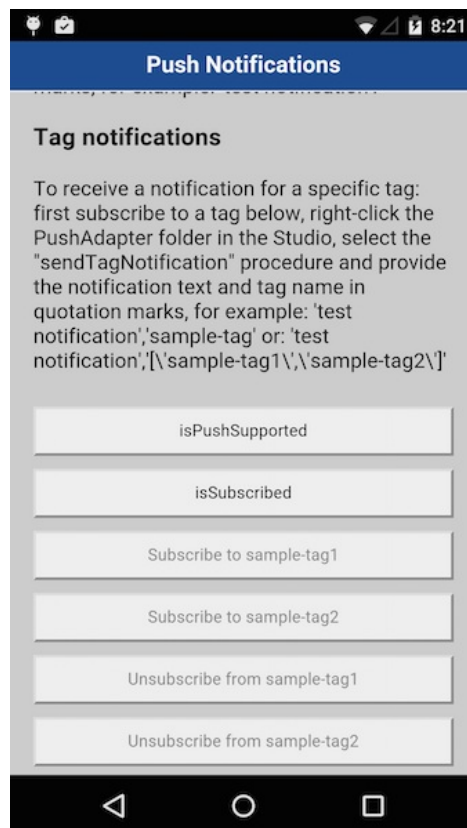 8:21
Push Notifications
Tag notifications
To receive a notification for a specific tag:
first subscribe to a tag below, right-click the
PushAdapter folder in the Studio, select the
"sendTagNotification" procedure and provide
the notification text and tag name in
quotation marks, for example: 'test
notification','sample-tag' or: 'test
notification','[\'sample-tag1\',\'sample-tag2\']'
isPushSupported
isSubscribed
Subscribe to sample-tag1
Subscribe to sample-tag2
Unsubscribe from sample-tag1
Unsubscribe from sample-tag2